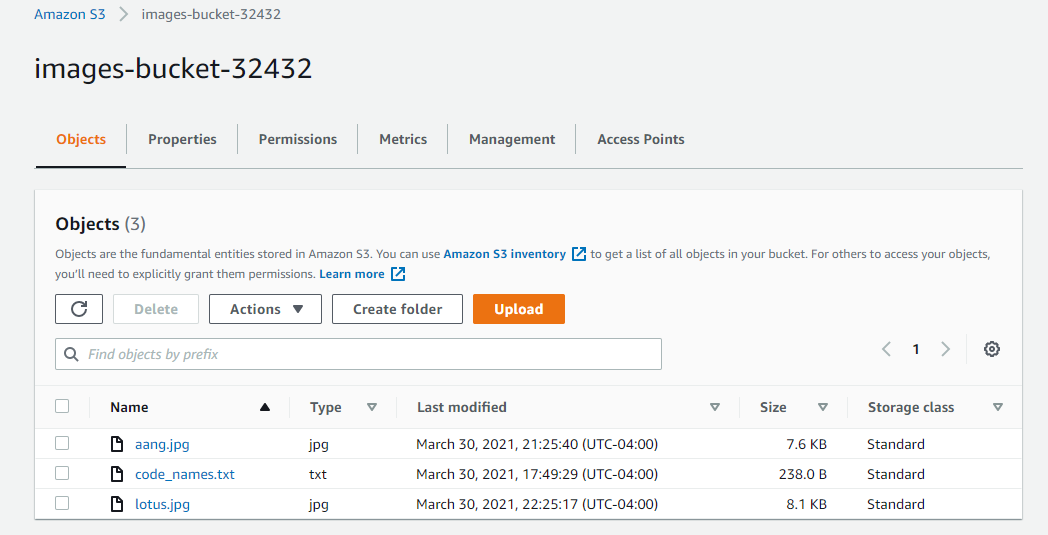 Amazon S3 > images-bucket-32432
images-bucket-32432
Objects Properties Permissions Metrics Management Access Points
Objects (3)
Objects are the fundamental entities stored in Amazon S3. You can use Amazon S3 inventory to get a list of all objects in your bucket. For others to access your objects,
you'll need to explicitly grant them permissions. Learn more
Delete Actions Create folder Upload
Find objects by prefix 1
Name Type Last modified Size Storage class
aang.jpg jpg March 30, 2021, 21:25:40 (UTC-04:00) 7.6 KB Standard
code_names.txt txt March 30, 2021, 17:49:29 (UTC-04:00) 238.0 B Standard
lotus.jpg jpg March 30, 2021, 22:25:17 (UTC-04:00) 8.1 KB Standard